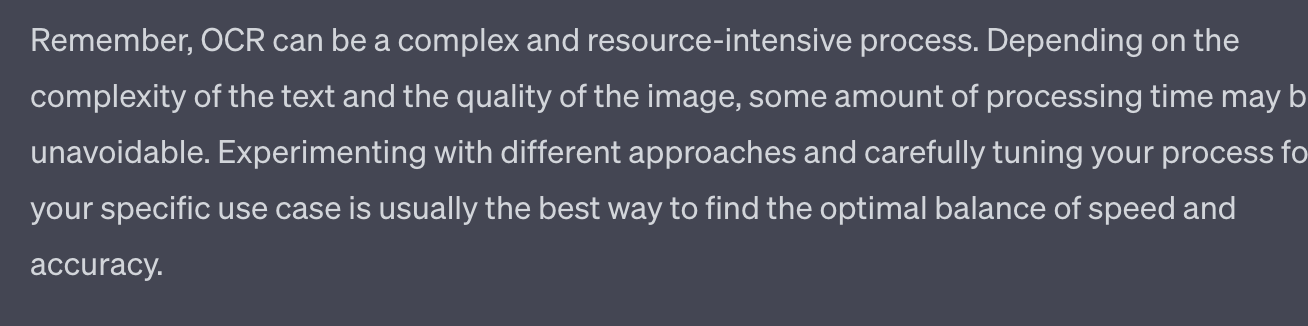 Remember, OCR can be a complex and resource-intensive process. Depending on the
complexity of the text and the quality of the image, some amount of processing time may b
unavoidable. Experimenting with different approaches and carefully tuning your process fo
your specific use case is usually the best way to find the optimal balance of speed and
accuracy.